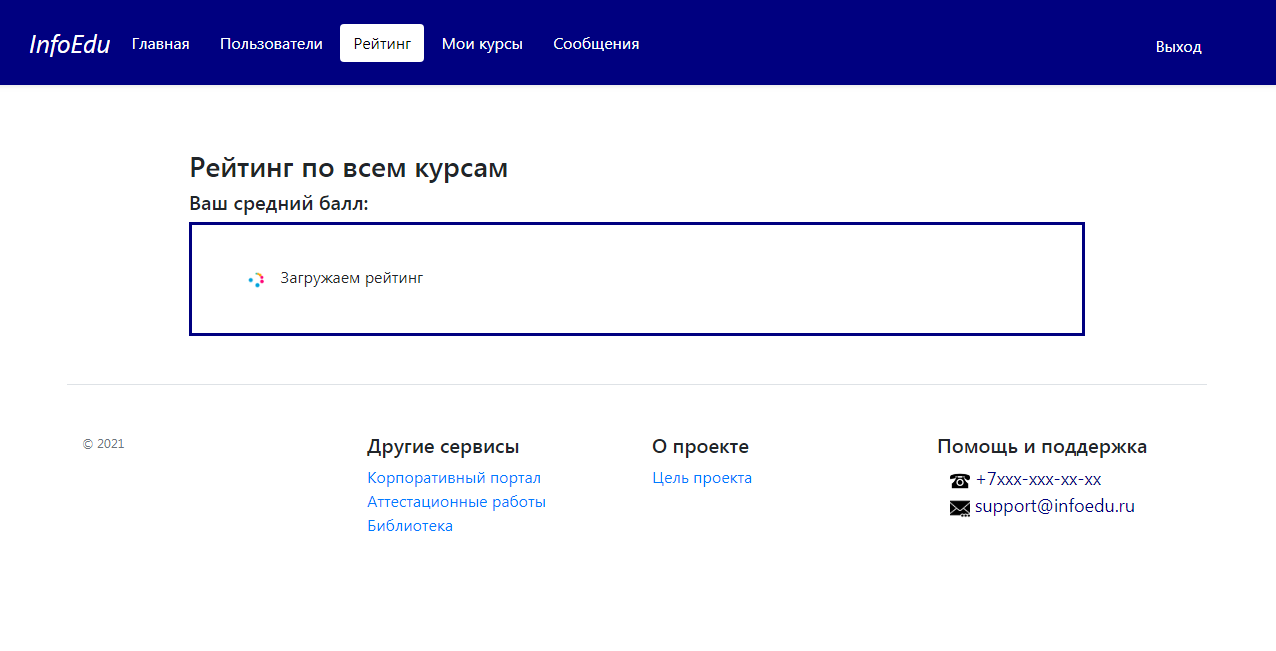 InfoEdu Главная Пользователи Рейтинг Мои курсы Сообщения Выход
Рейтинг по всем курсам
Ваш средний балл:
Загружаем рейтинг
© 2021
Другие сервисы
Корпоративный портал
Аттестационные работы
Библиотека
О проекте
Цель проекта
Помощь и поддержка
+7xxx-xxx-xx-xx
support@infoedu.ru